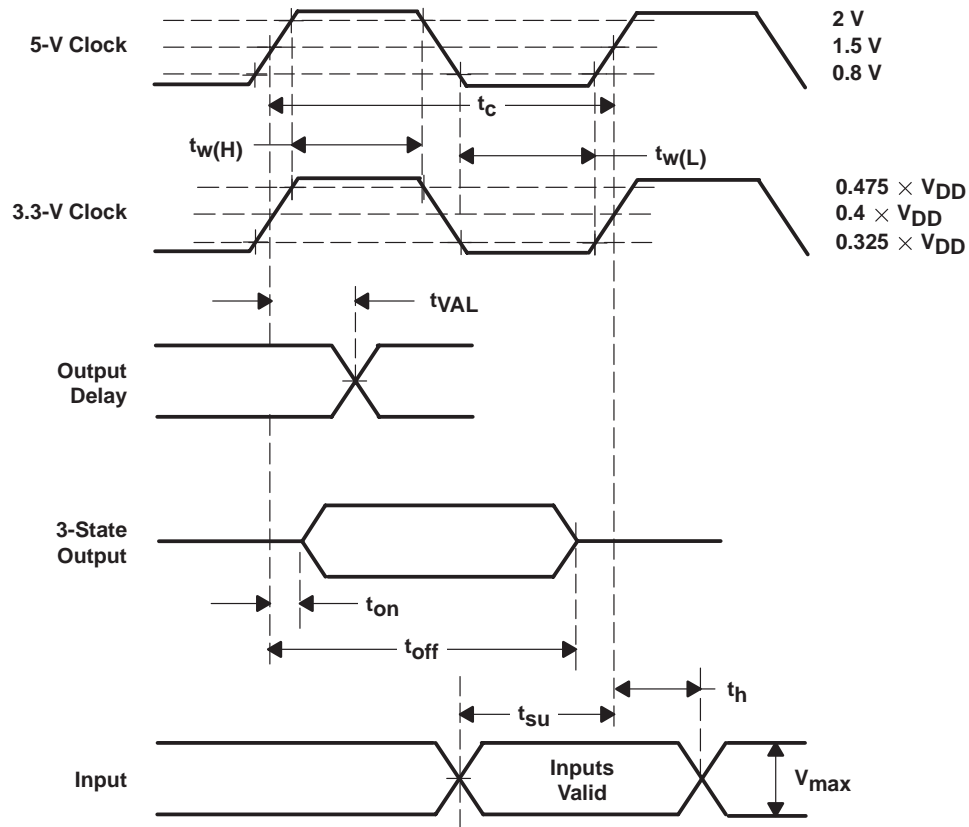 5-V Clock
2 V
1.5 V
0.8 V
tc
tw(H)
tw(L)
3.3-V Clock
0.475 × VDD
0.4 × VDD
0.325 × VDD
tVAL
Output
Delay
3-State
Output
ton
toff
th
tsu
Input
Inputs
Valid
Vmax